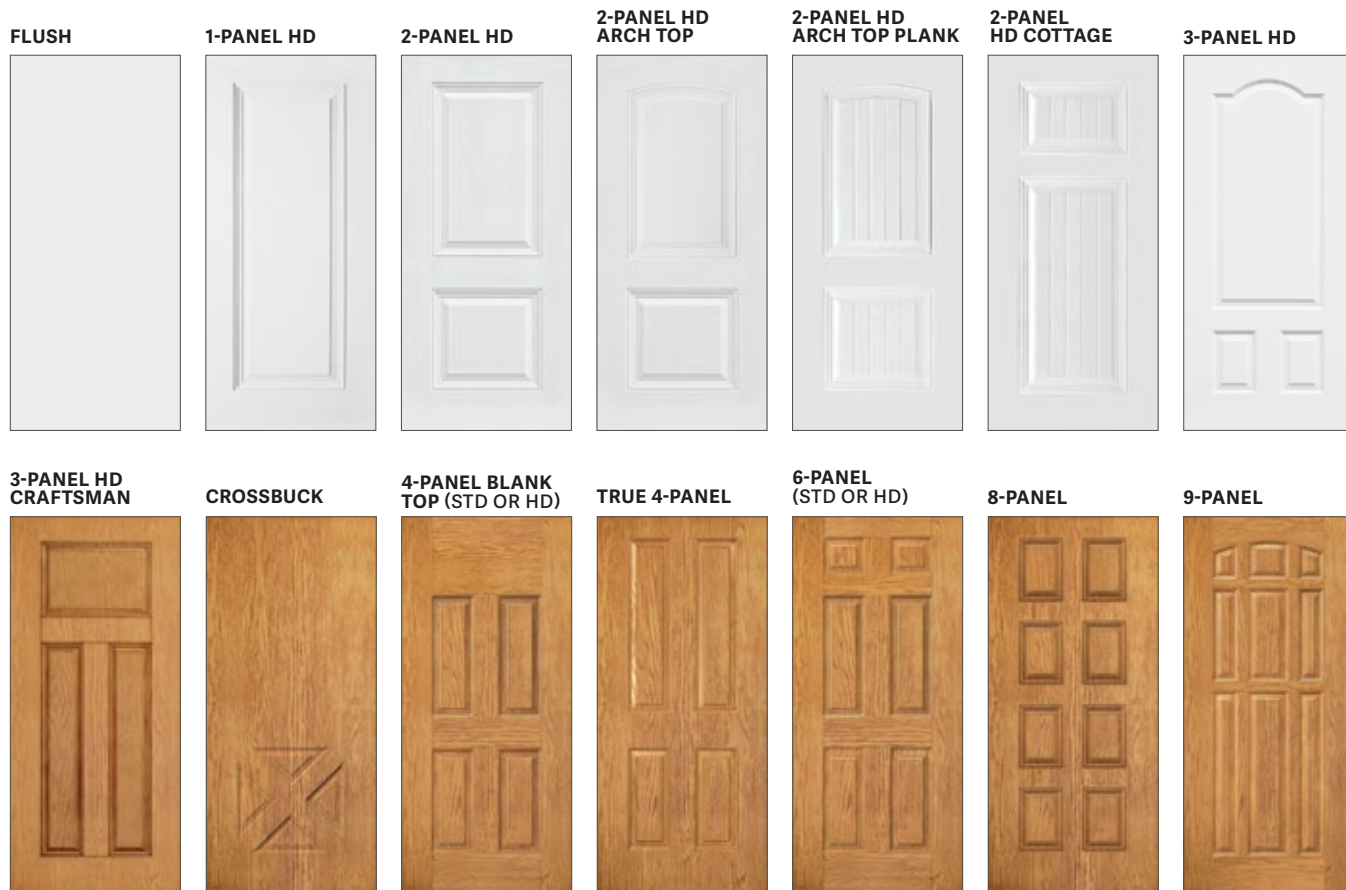 FLUSH
1-PANEL HD
2-PANEL HD
2-PANEL HD
ARCH TOP
2-PANEL HD
ARCH TOP PLANK
2-PANEL
HD COTTAGE
3-PANEL HD
3-PANEL HD
CRAFTSMAN
CROSSBUCK
4-PANEL BLANK
TOP (STD OR HD)
TRUE 4-PANEL
6-PANEL
(STD OR HD)
8-PANEL
9-PANEL